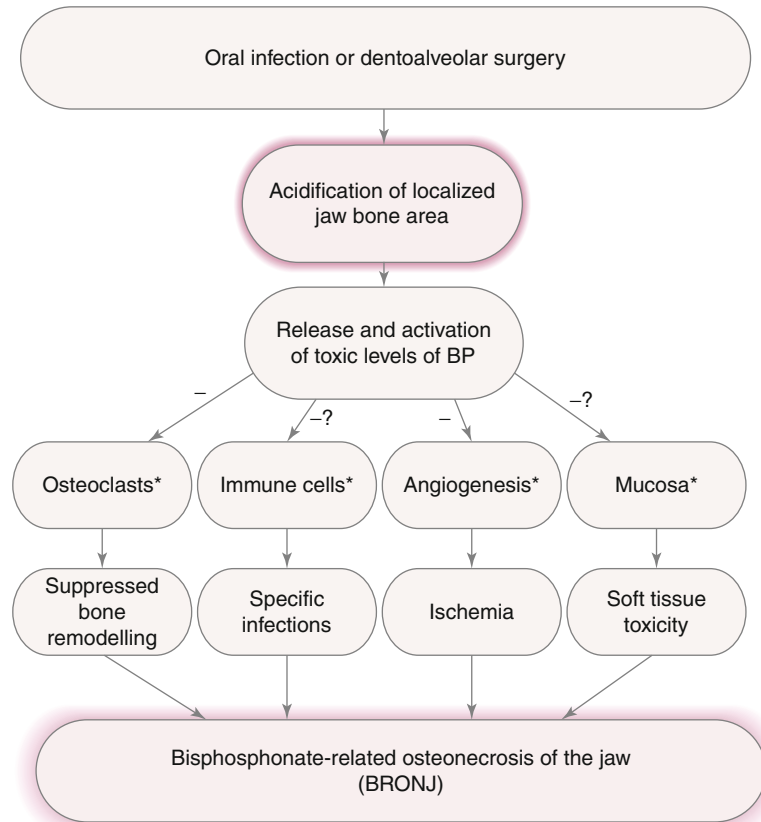 Oral infection or dentoalveolar surgery
Acidification of localized
jaw bone area
Release and activation
of toxic levels of BP
–
–?
–
–?
Osteoclasts*
Immune cells*
Angiogenesis*
Mucosa*
Suppressed
bone
remodelling
Specific
infections
Ischemia
Soft tissue
toxicity
Bisphosphonate-related osteonecrosis of the jaw
(BRONJ)